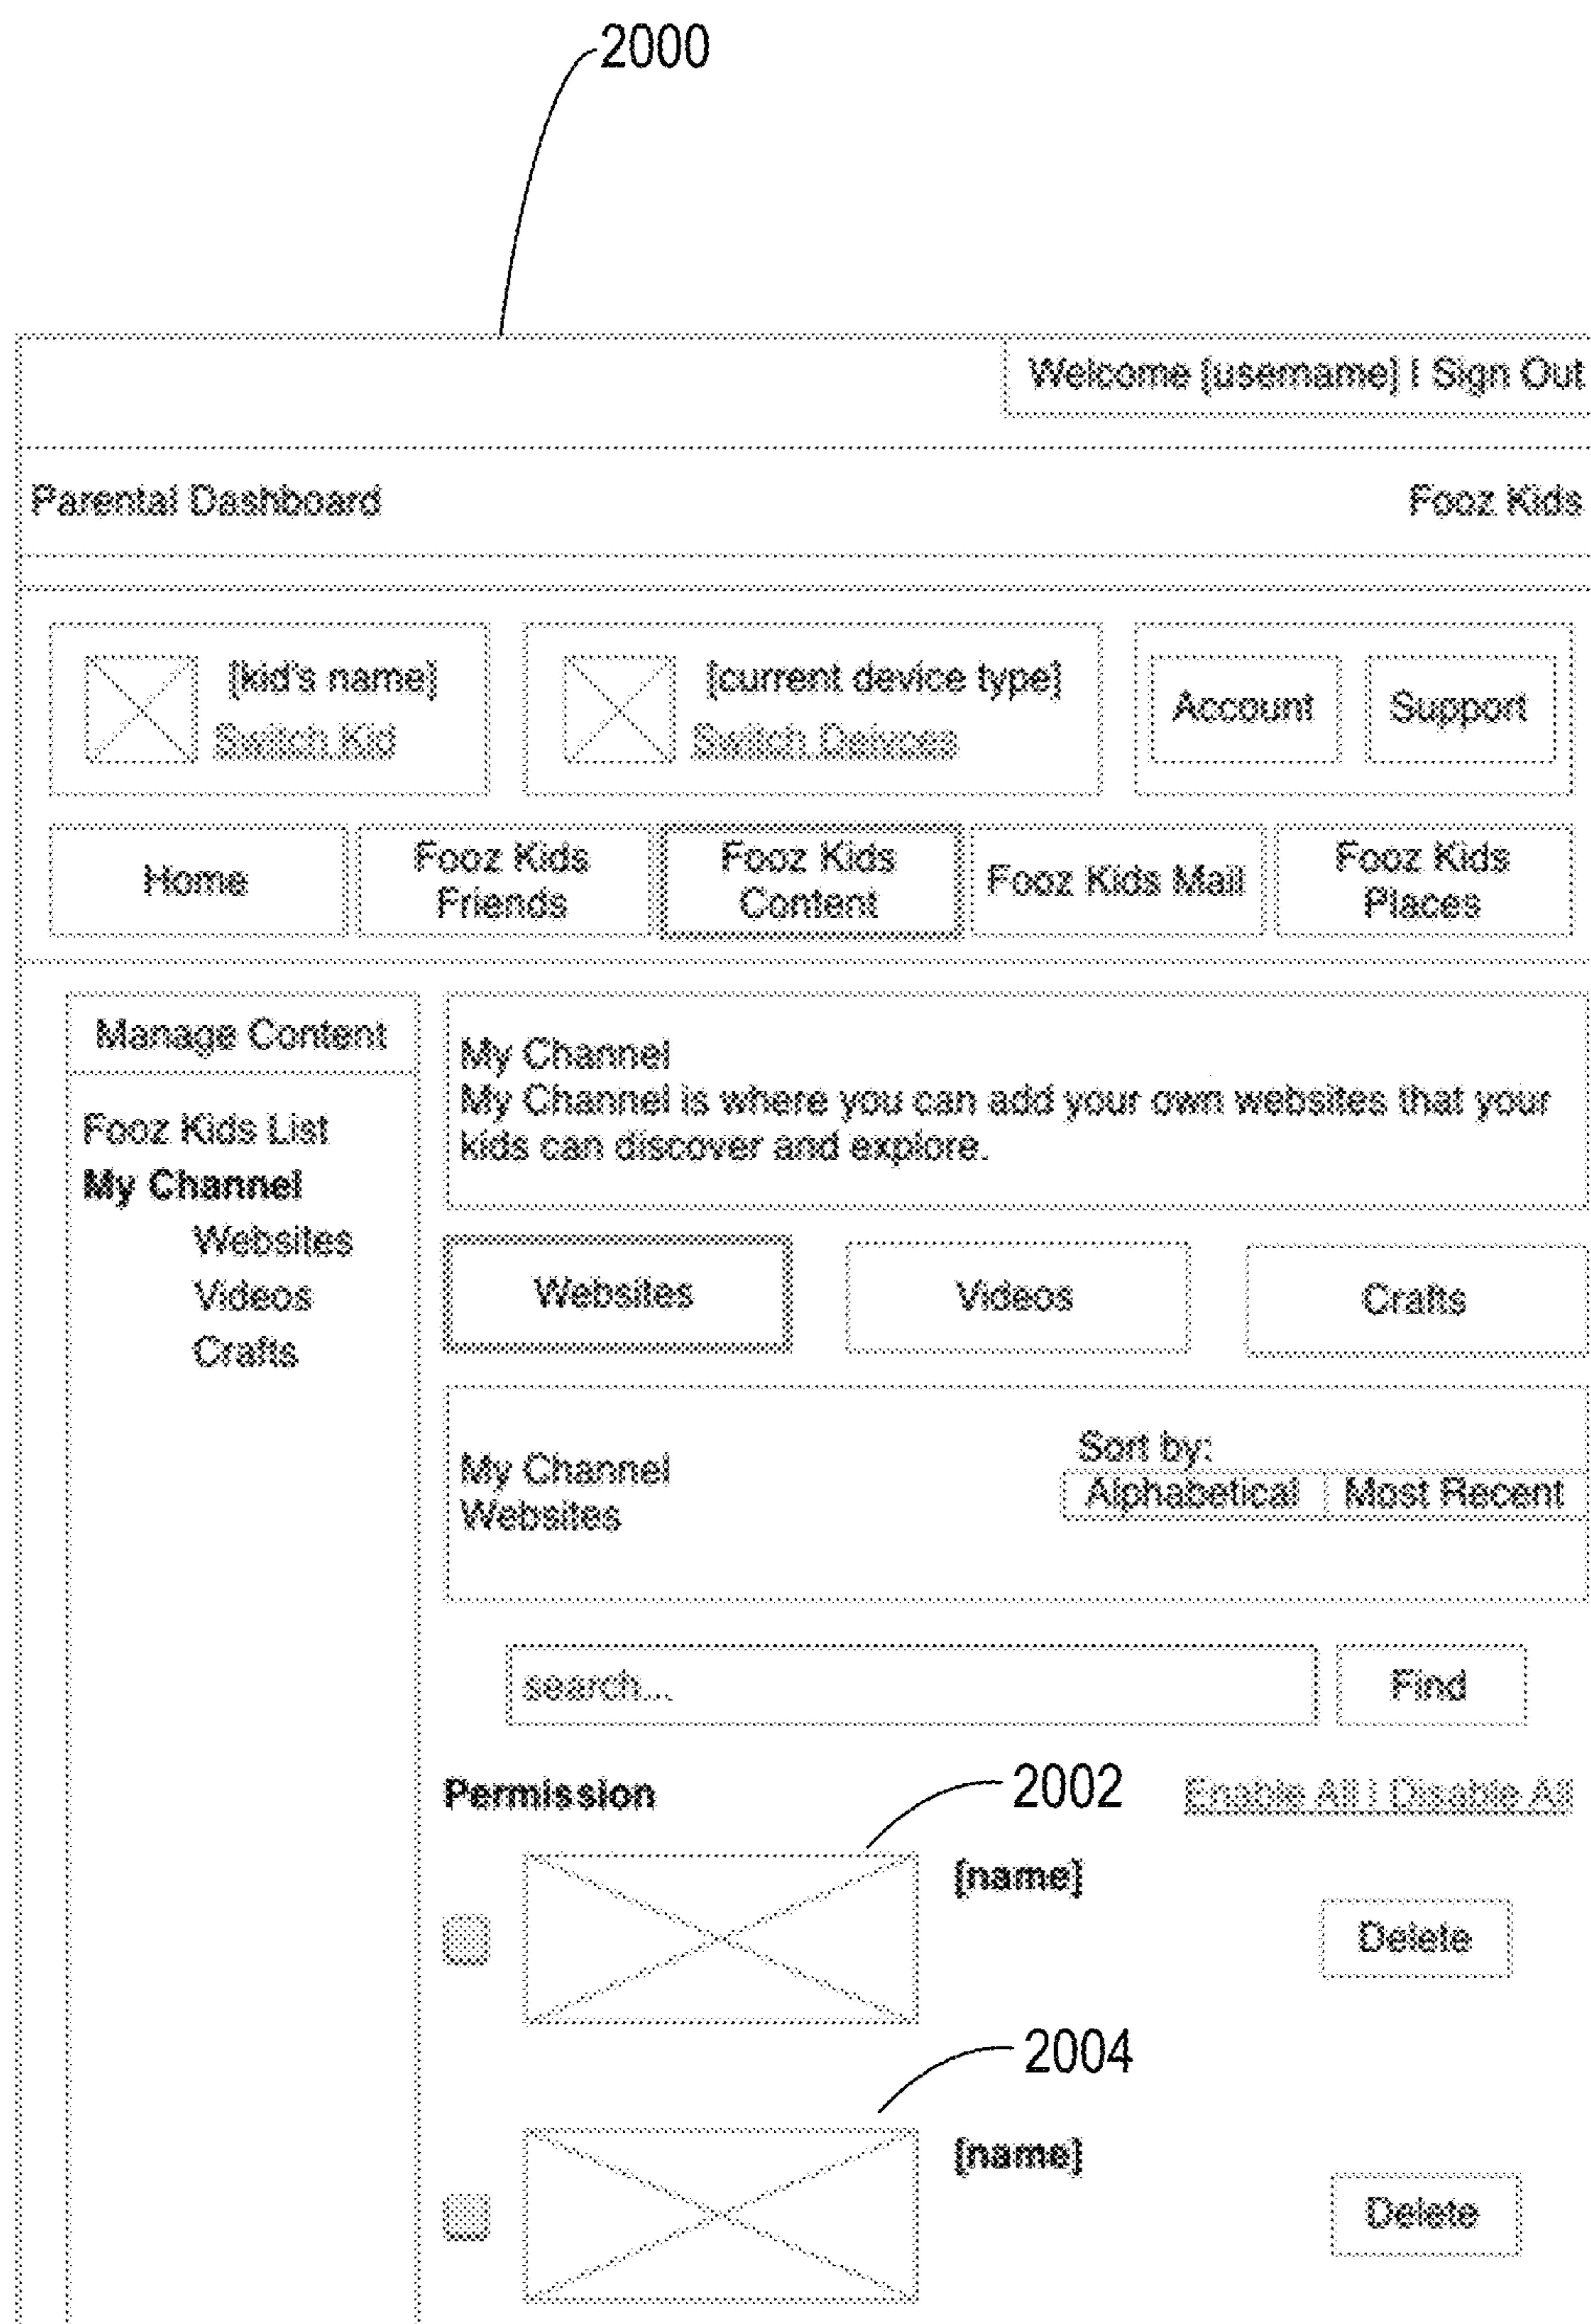 2000
Welcome [username] | Sign Out
Parental Dashboard
Fooz Kids
[kid's name]
Switch Kid
[current device type]
Switch Deivces
Account
Support
Home
Fooz Kids
Friends
Fooz Kids
Content
Fooz Kids Mail
Fooz Kids
Places
Manage Content
Fooz Kids List
My Channel
Websites
Videos
Crafts
My Channel
My Channel is where you can add your own websites that your
kids can discover and explore.
Websites
Videos
Crafts
My Channel
Websites
Sort by:
Alphabetical
Most Recent
search...
Find
Permission
2002
Enable All | Disable All
[name]
Delete
2004
[name]
Delete